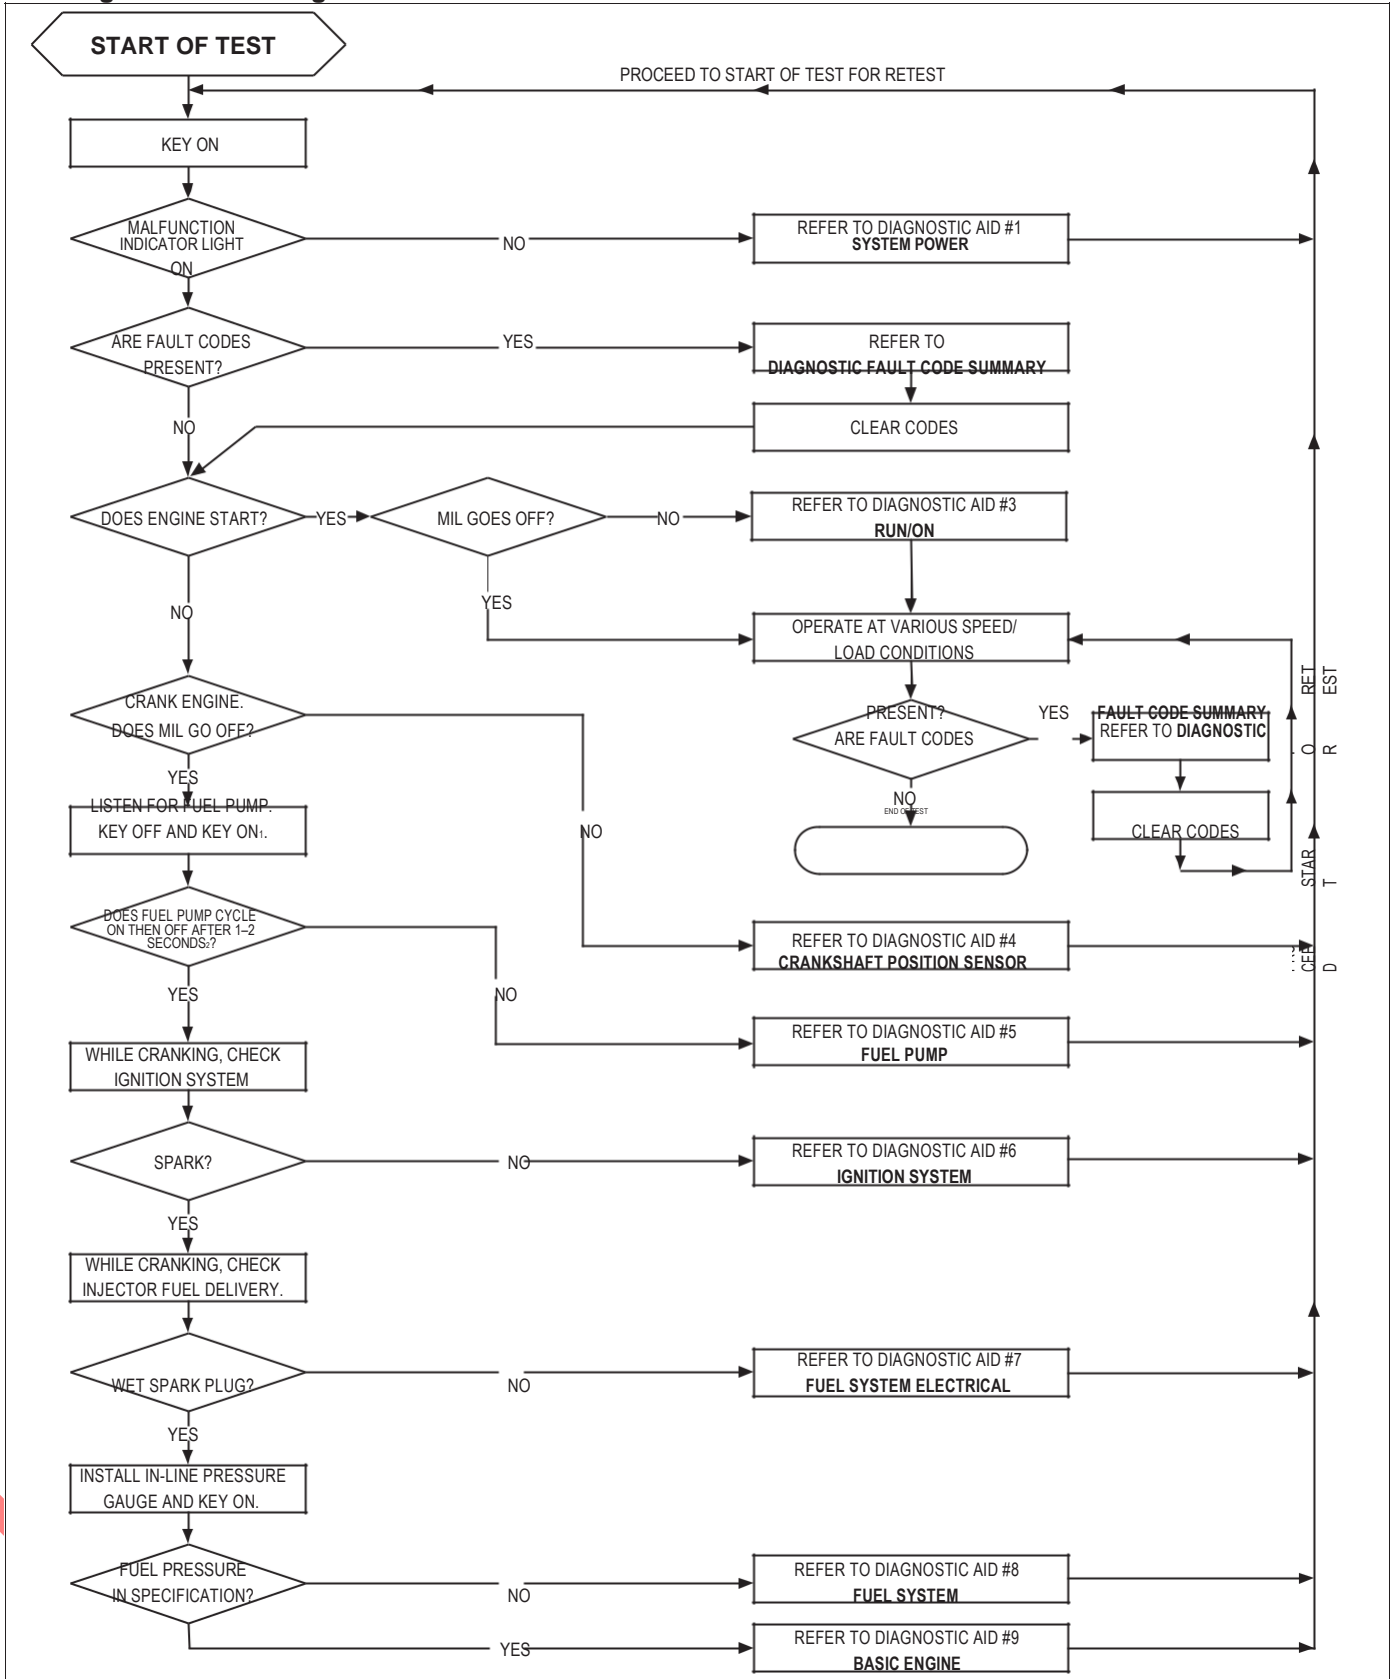 START OF TEST
PROCEED TO START OF TEST FOR RETEST
KEY ON
MALFUNCTION
INDICATOR LIGHT
ON
NO
REFER TO DIAGNOSTIC AID #1
SYSTEM POWER
ARE FAULT CODES
PRESENT?
YES
REFER TO
DIAGNOSTIC FAULT CODE SUMMARY
NO
CLEAR CODES
DOES ENGINE START?
YES
MIL GOES OFF?
NO
REFER TO DIAGNOSTIC AID #3
RUN/ON
YES
NO
OPERATE AT VARIOUS SPEED/
LOAD CONDITIONS
CRANK ENGINE.
DOES MIL GO OFF?
PRESENT?
ARE FAULT CODES
YES
FAULT CODE SUMMARY
REFER TO DIAGNOSTIC
RET
EST
O
R
YES
LISTEN FOR FUEL PUMP.
KEY OFF AND KEY ON1.
NO
NO
END OF TEST
CLEAR CODES
STAR
T
DOES FUEL PUMP CYCLE
ON THEN OFF AFTER 1–2
SECONDS2?
REFER TO DIAGNOSTIC AID #4
CRANKSHAFT POSITION SENSOR
D
YES
NO
REFER TO DIAGNOSTIC AID #5
FUEL PUMP
WHILE CRANKING, CHECK
IGNITION SYSTEM
SPARK?
NO
REFER TO DIAGNOSTIC AID #6
IGNITION SYSTEM
YES
WHILE CRANKING, CHECK
INJECTOR FUEL DELIVERY.
WET SPARK PLUG?
NO
REFER TO DIAGNOSTIC AID #7
FUEL SYSTEM ELECTRICAL
YES
INSTALL IN-LINE PRESSURE
GAUGE AND KEY ON.
FUEL PRESSURE
IN SPECIFICATION?
NO
REFER TO DIAGNOSTIC AID #8
FUEL SYSTEM
YES
REFER TO DIAGNOSTIC AID #9
BASIC ENGINE